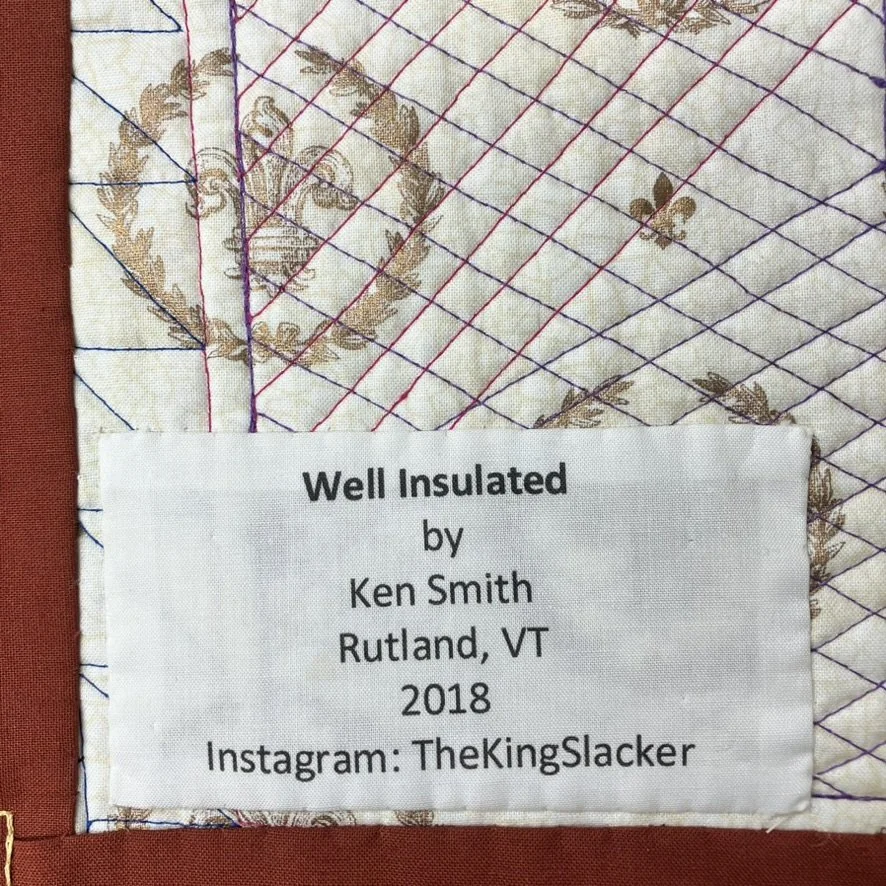 Well Insulated
by
Ken Smith
Rutland, VT
2018
Instagram: TheKingSlacker